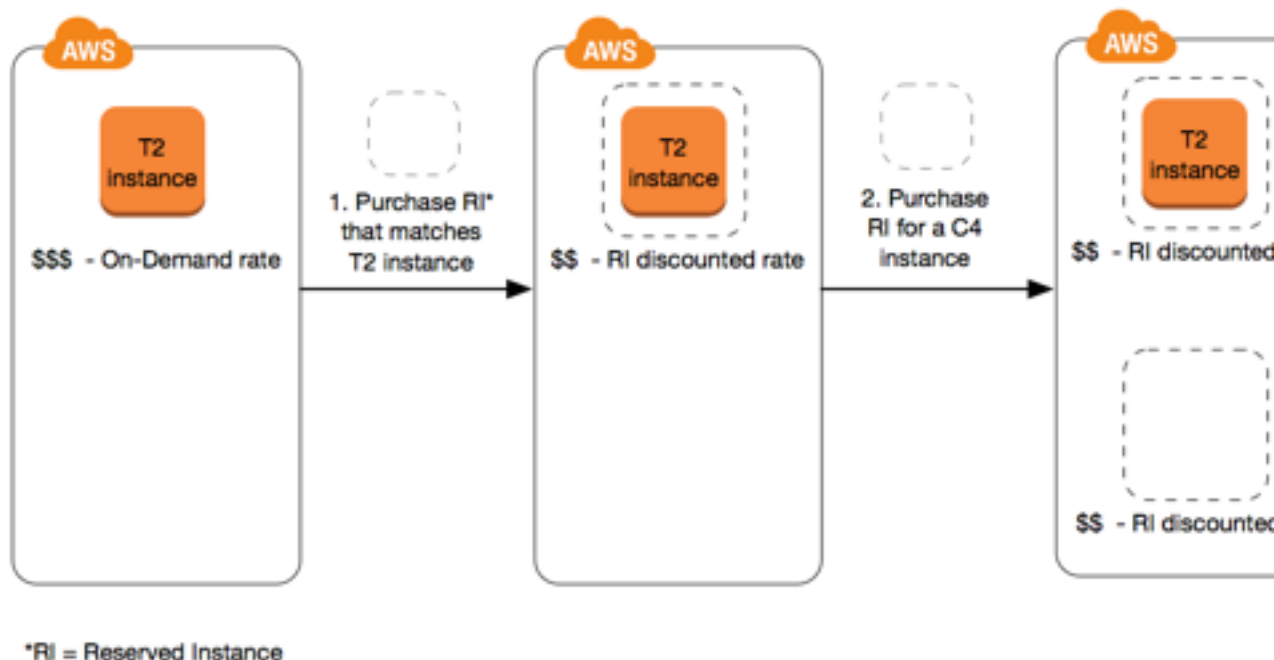 AWS
T2
instance
$$$ - On-Demand rate
1. Purchase RI*
that matches
T2 instance
AWS
T2
instance
$$ - RI discounted rate
2. Purchase
RI for a C4
instance
AWS
T2
instance
$$ - RI discounted
$$ - RI discounted
*RI = Reserved Instance